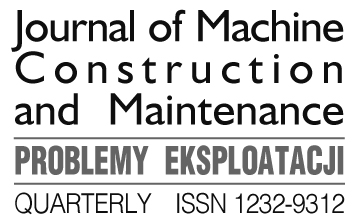 Journal of Machine
Construction
and Maintenance
PROBLEMY EKSPLOATACJI
QUARTERLY ISSN 1232-9312